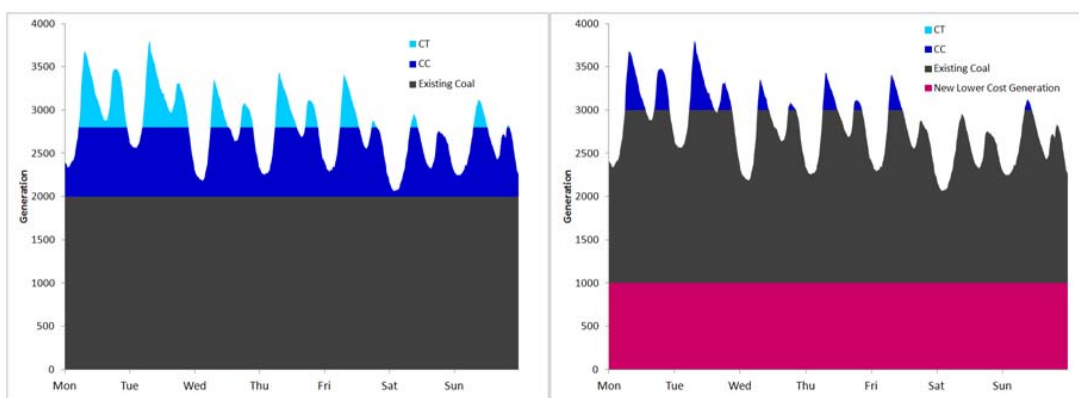 4000
3500
3000
2500
2000
1500
1000
500
0
Generation
CT
CC
Existing Coal
Mon Tue Wed Thu Fri Sat Sun
4000
3500
3000
2500
2000
1500
1000
500
0
Generation
CT
CC
Existing Coal
New Lower Cost Generation
Mon Tue Wed Thu Fri Sat Sun